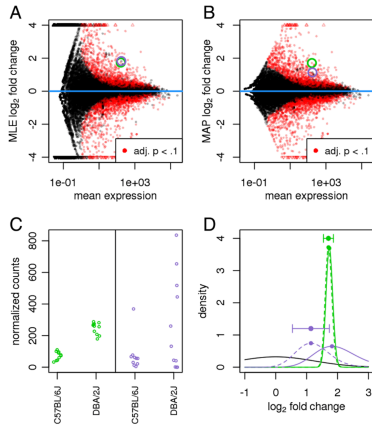 A
B
MLE log2 fold change
4
2
0
-2
-4
adj. p < .1
1e-01
1e+03
mean expression
MAP log2 fold change
4
2
0
-2
-4
adj. p < .1
1e-01
1e+03
mean expression
C
D
normalized counts
800
600
400
200
0
C57BL/6J
DBA/2J
C57BL/6J
DBA/2J
density
4
3
2
1
0
-1
0
1
2
3
log2 fold change